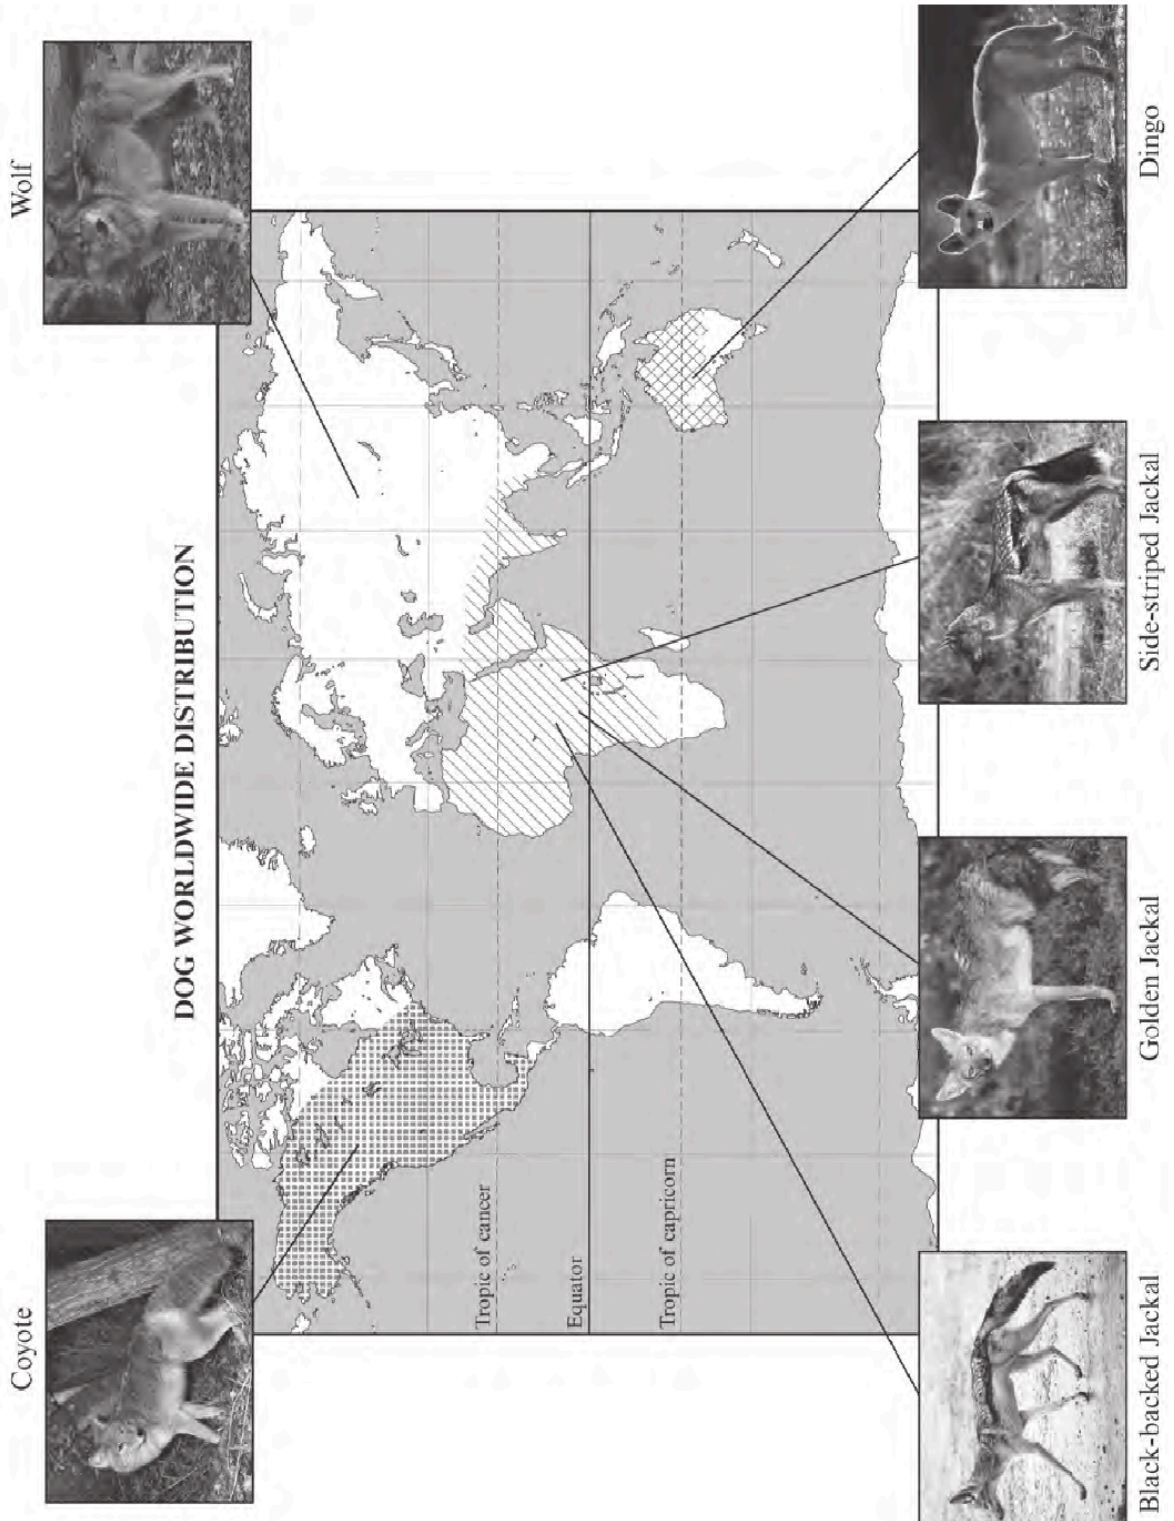 DOG WORLDWIDE DISTRIBUTION
Coyote
Wolf
Tropic of cancer
Equator
Tropic of capricorn
Black-backed Jackal
Golden Jackal
Side-striped Jackal
Dingo